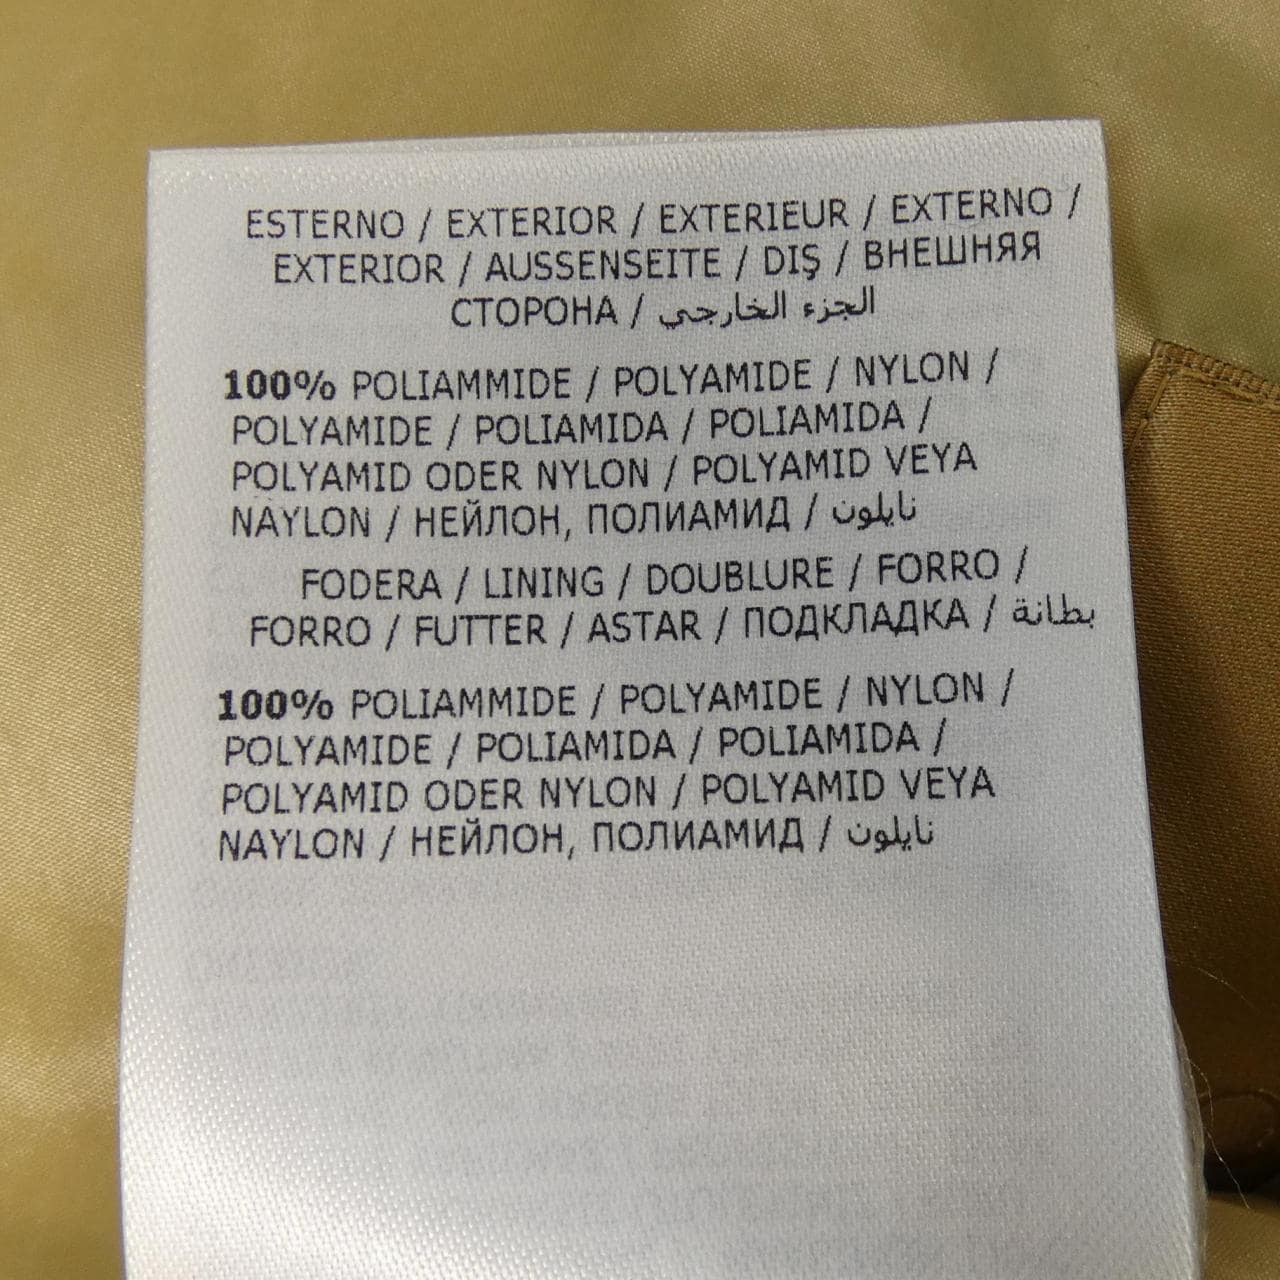 ESTERNO / EXTERIOR / EXTERIEUR / EXTERNO /
EXTERIOR / AUSSENSEITE / DIŞ / ВНЕШНЯЯ
СТОРОНА / الجزء الخارجي
100% POLIAMMIDE / POLYAMIDE / NYLON /
POLYAMIDE / POLIAMIDA / POLIAMIDA /
POLYAMID ODER NYLON / POLYAMID VEYA
NAYLON / НЕЙЛОН, ПОЛИАМИД / نايلون
FODERA / LINING / DOUBLURE / FORRO /
FORRO / FUTTER / ASTAR / ПОДКЛАДКА / بطانة
100% POLIAMMIDE / POLYAMIDE / NYLON /
POLYAMIDE / POLIAMIDA / POLIAMIDA /
POLYAMID ODER NYLON / POLYAMID VEYA
NAYLON / НЕЙЛОН, ПОЛИАМИД / نايلون